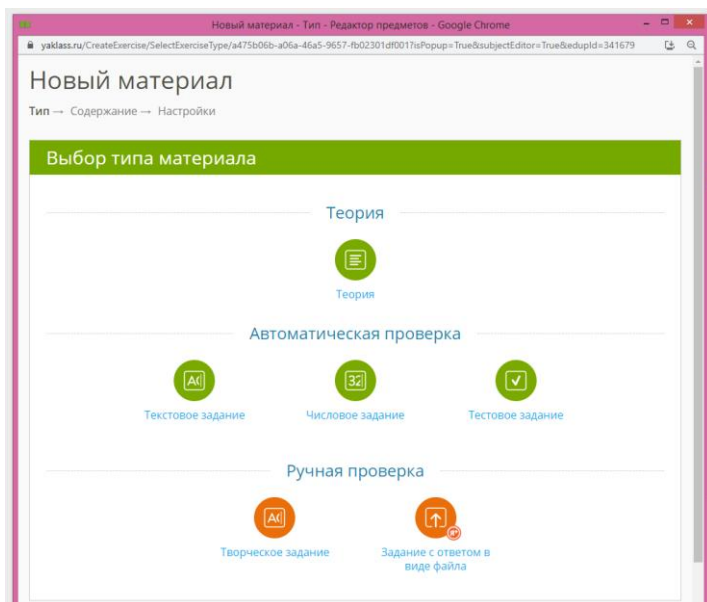 Новый материал - Тип - Редактор предметов - Google Chrome
yaklass.ru/CreateExercise/SelectExerciseType/a475b06b-a06a-46a5-9657-fb02301df001?isPopup=True&subjectEditor=True&edupId=341679
Новый материал
Тип → Содержание → Настройки
Выбор типа материала
Теория
Теория
Автоматическая проверка
Текстовое задание Числовое задание Тестовое задание
Ручная проверка
Творческое задание Задание с ответом в
виде файла